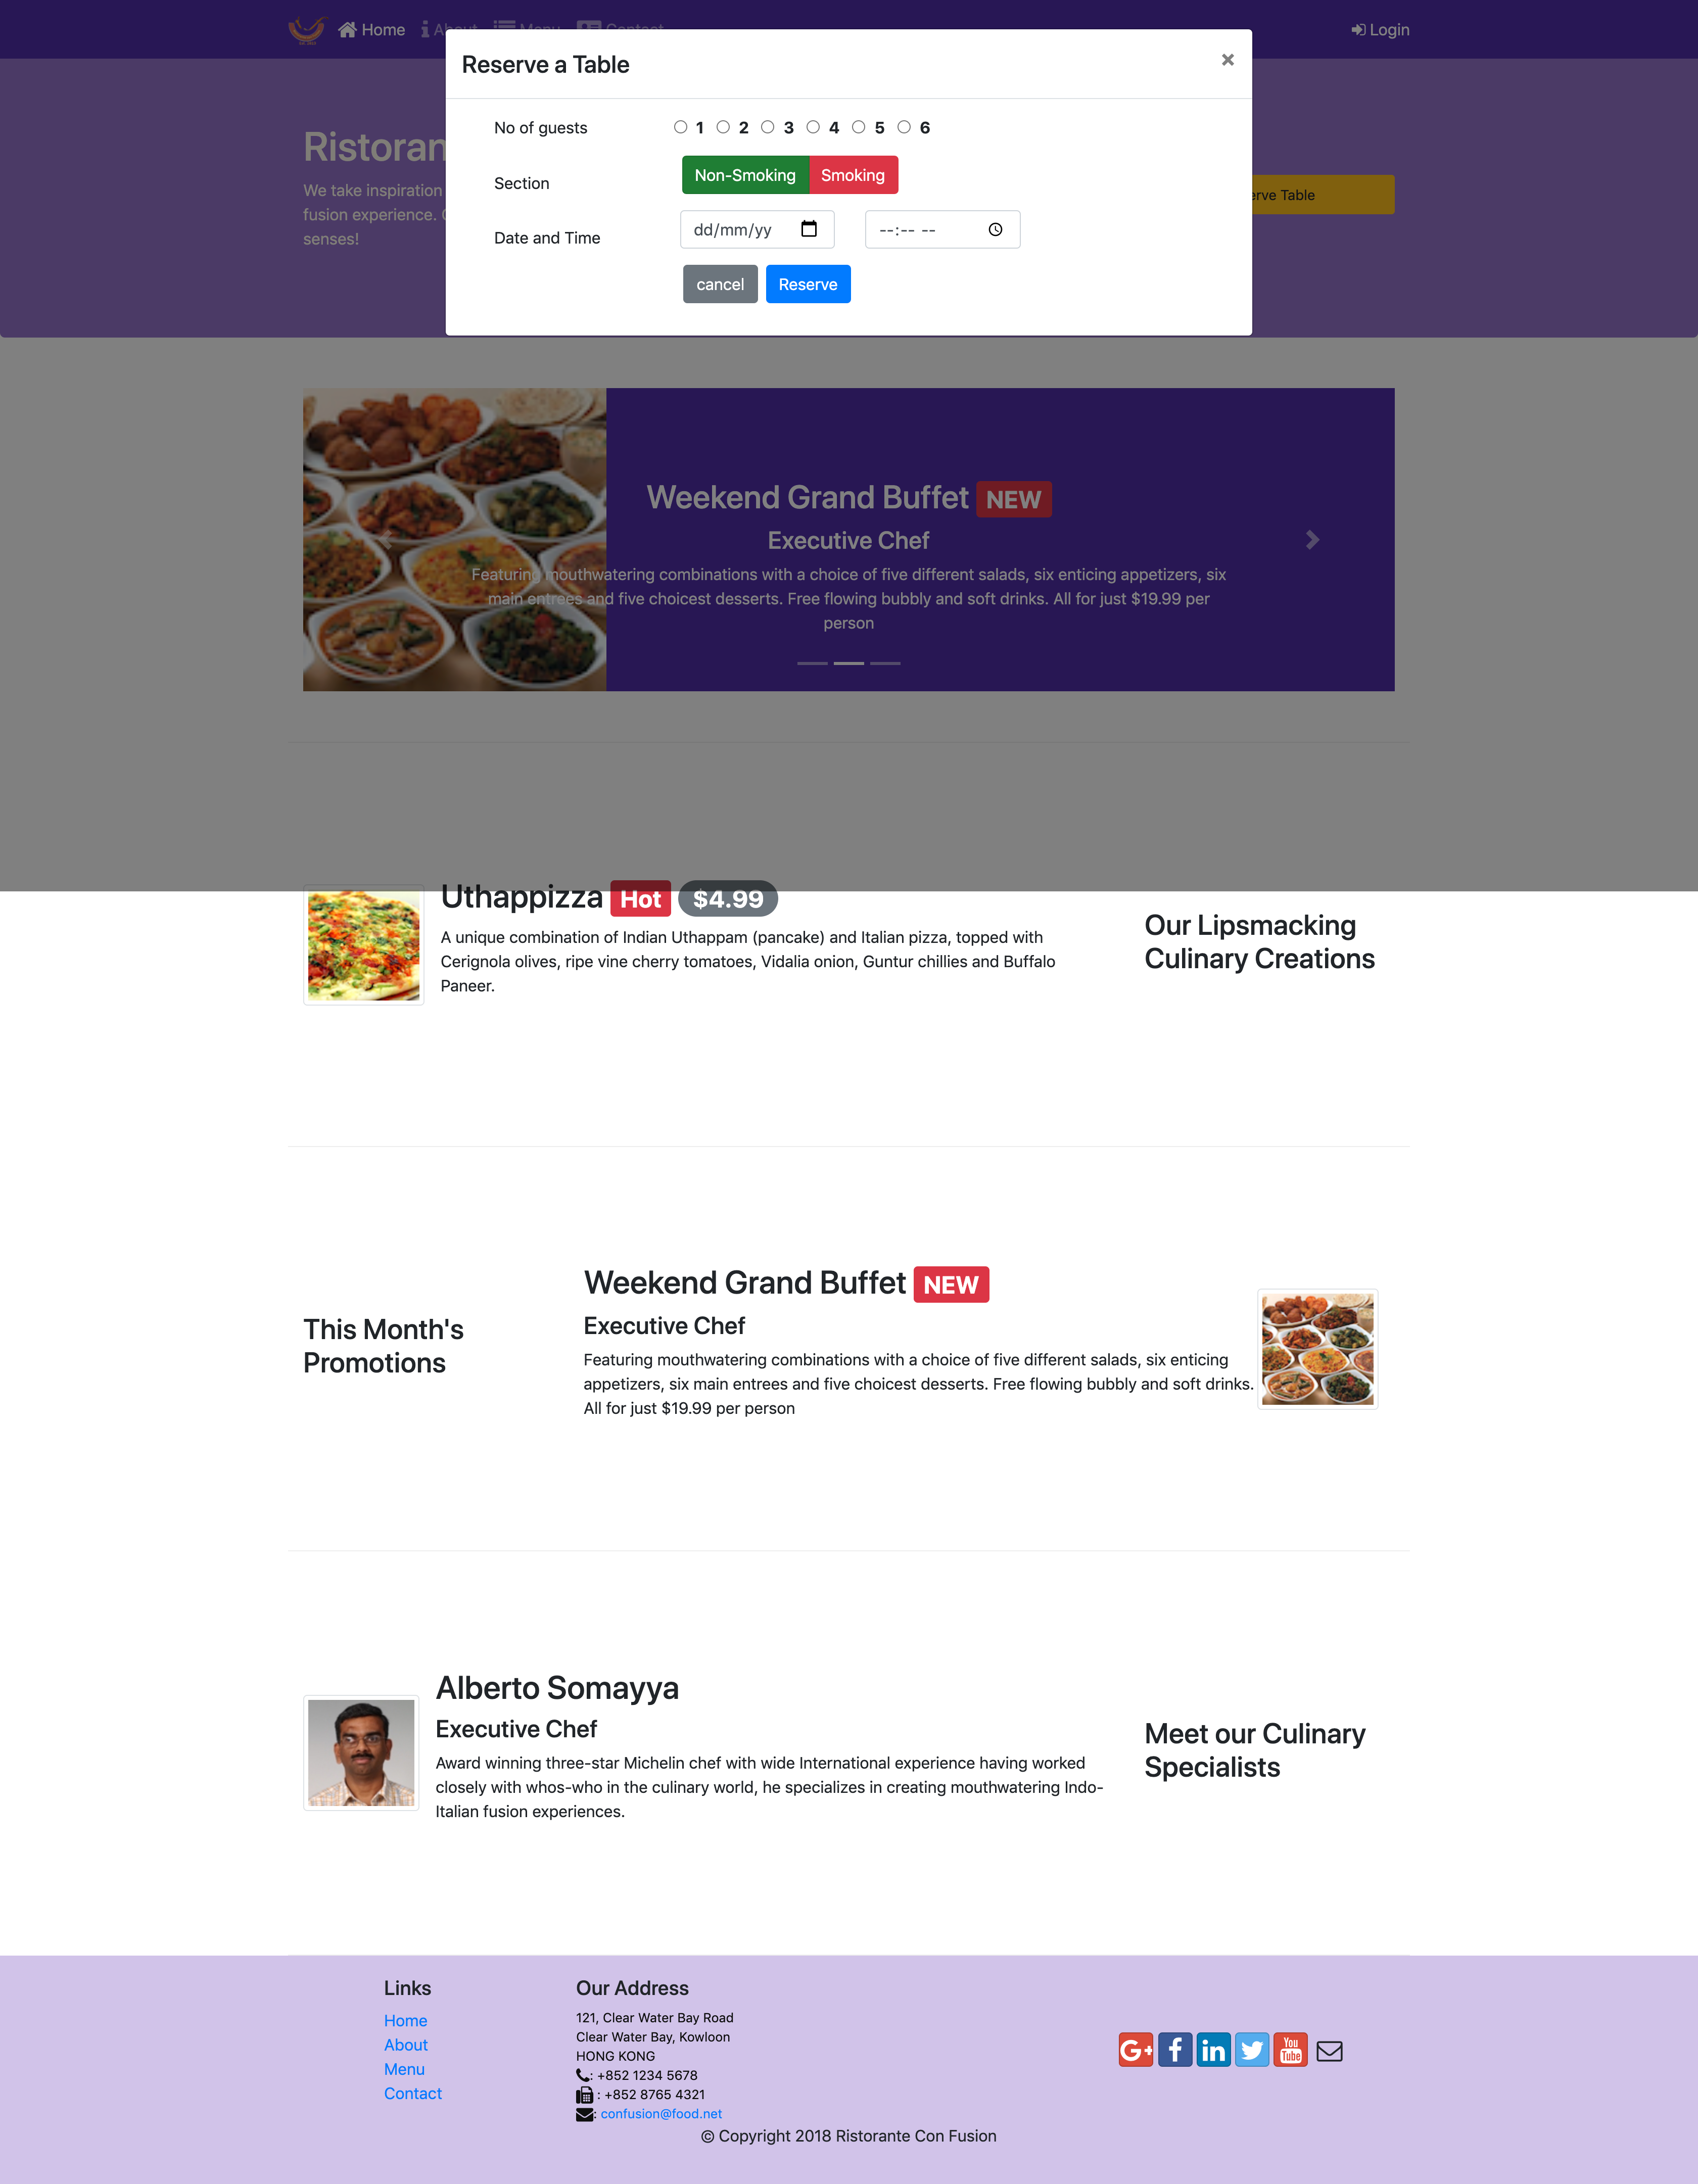 Home
About
Menu
Contact
Login
Reserve a Table
×
No of guests
1 2 3 4 5 6
Section
Non-Smoking Smoking
Date and Time
dd/mm/yy
--:-- --
cancel Reserve
Ristoran
We take inspiration
fusion experience.
senses!
erve Table
Weekend Grand Buffet NEW
Executive Chef
Featuring mouthwatering combinations with a choice of five different salads, six enticing appetizers, six
main entrees and five choicest desserts. Free flowing bubbly and soft drinks. All for just $19.99 per
person
Uthappizza Hot $4.99
A unique combination of Indian Uthappam (pancake) and Italian pizza, topped with
Cerignola olives, ripe vine cherry tomatoes, Vidalia onion, Guntur chillies and Buffalo
Paneer.
Our Lipsmacking
Culinary Creations
This Month's
Promotions
Weekend Grand Buffet NEW
Executive Chef
Featuring mouthwatering combinations with a choice of five different salads, six enticing
appetizers, six main entrees and five choicest desserts. Free flowing bubbly and soft drinks.
All for just $19.99 per person
Alberto Somayya
Executive Chef
Award winning three-star Michelin chef with wide International experience having worked
closely with whos-who in the culinary world, he specializes in creating mouthwatering Indo-
Italian fusion experiences.
Meet our Culinary
Specialists
Links
Home
About
Menu
Contact
Our Address
121, Clear Water Bay Road
Clear Water Bay, Kowloon
HONG KONG
: +852 1234 5678
: +852 8765 4321
: confusion@food.net
G+ f in You Tube
© Copyright 2018 Ristorante Con Fusion